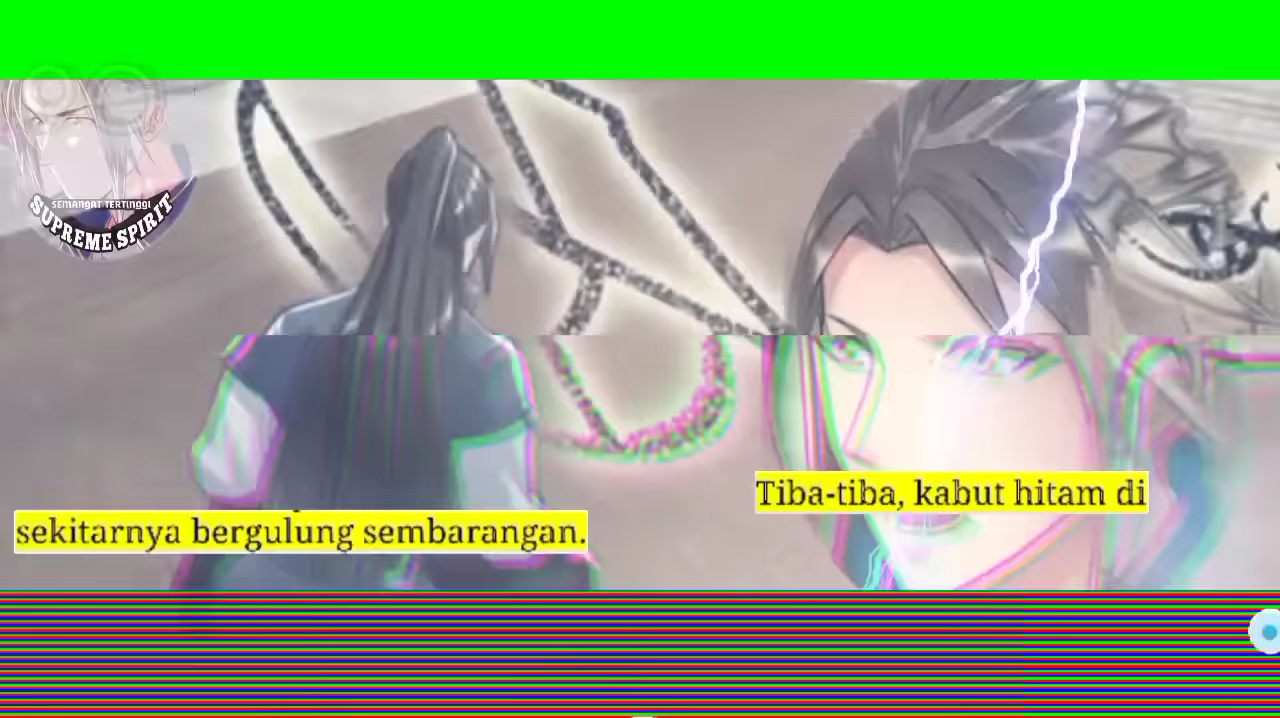 SEMANGAT TERTINGGI
SUPREME SPIRIT
Tiba-tiba, kabut hitam di
sekitarnya bergulung sembarangan.